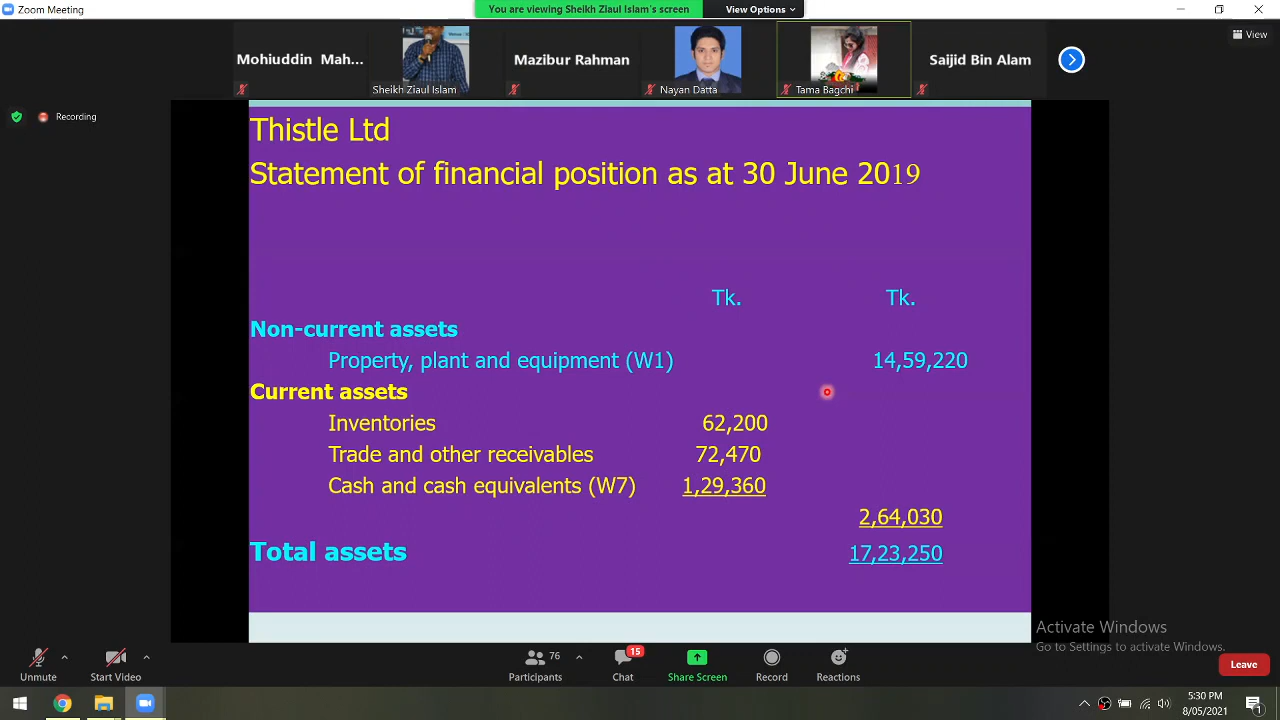 Zoom Meeting
You are viewing Sheikh Ziaul Islam's screen
View Options
View
Mohiuddin Mah...
Sheikh Ziaul Islam
Mazibur Rahman
Nayan Datta
Tama Bagchi
Saijid Bin Alam
Recording
Thistle Ltd
Statement of financial position as at 30 June 2019
Tk. Tk.
Non-current assets
Property, plant and equipment (W1) 14,59,220
Current assets
Inventories 62,200
Trade and other receivables 72,470
Cash and cash equivalents (W7) 1,29,360
2,64,030
Total assets 17,23,250
Activate Windows
Go to Settings to activate Windows.
Unmute
Start Video
76
Participants
15
Chat
Share Screen
Record
Reactions
Leave
5:30 PM
8/05/2021